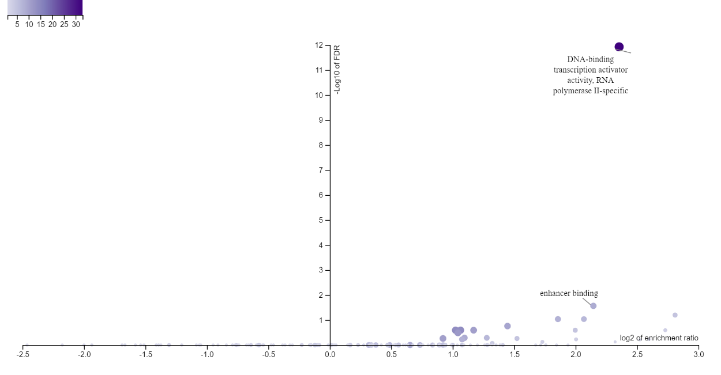 5 10 15 20 25 30
-Log10 of FDR
12
11
10
9
8
7
6
5
4
3
2
1
DNA-binding
transcription activator
activity, RNA
polymerase II-specific
enhancer binding
log2 of enrichment ratio
-2.5 -2.0 -1.5 -1.0 -0.5 0.0 0.5 1.0 1.5 2.0 2.5 3.0